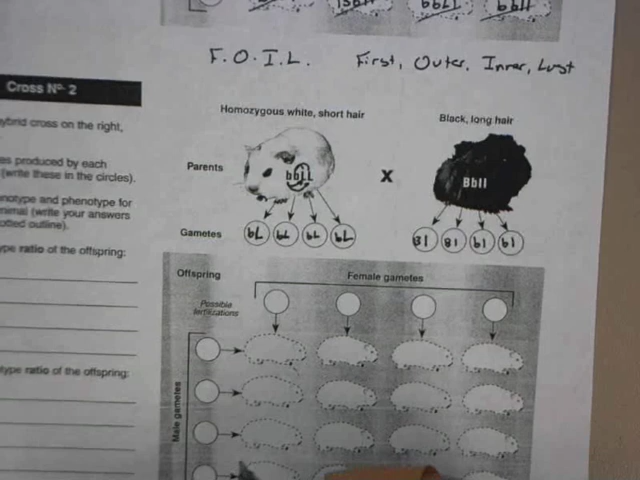 F.O.I.L. First, Outer, Inner, Last
Cross Nº 2
ybrid cross on the right,
es produced by each
(write these in the circles).
notype and phenotype for
nimal (write your answers
otted outline).
ype ratio of the offspring:
type ratio of the offspring:
Homozygous white, short hair
Black, long hair
Parents
bbLL
X
Bbll
Gametes
bL bL bL bL
Bl Bl bl bl
Offspring
Female gametes
Possible
fertilizations
Male gametes